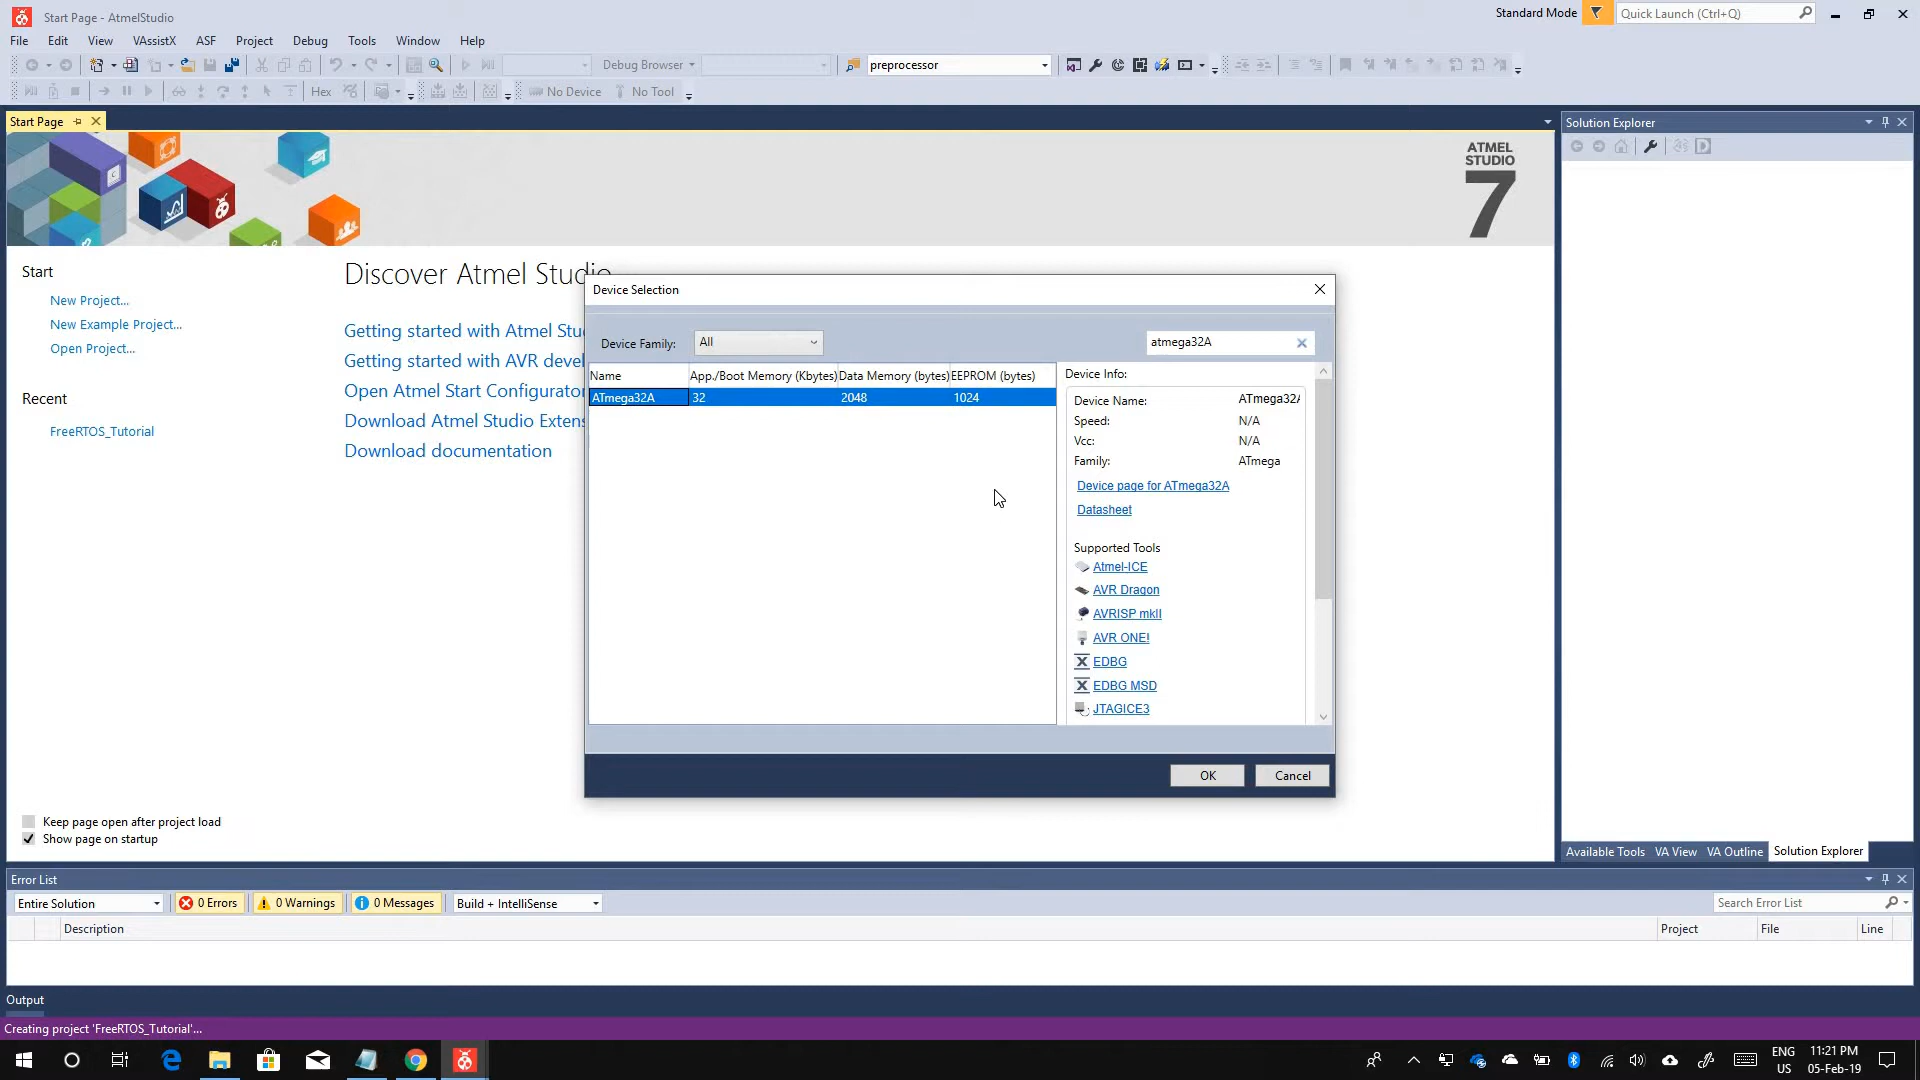 Start Page - AtmelStudio
Standard Mode
Quick Launch (Ctrl+Q)
File Edit View VAssistX ASF Project Debug Tools Window Help
Debug Browser
preprocessor
Hex
No Device
No Tool
Start Page
Solution Explorer
ATMEL
STUDIO
7
Start
New Project...
New Example Project...
Open Project...
Recent
FreeRTOS_Tutorial
Discover Atmel Studio
Getting started with Atmel Stu
Getting started with AVR devel
Open Atmel Start Configurator
Download Atmel Studio Extens
Download documentation
Device Selection
Device Family: All
atmega32A
Name App./Boot Memory (Kbytes) Data Memory (bytes) EEPROM (bytes)
ATmega32A 32 2048 1024
Device Info:
Device Name: ATmega32A
Speed: N/A
Vcc: N/A
Family: ATmega
Device page for ATmega32A
Datasheet
Supported Tools
Atmel-ICE
AVR Dragon
AVRISP mkII
AVR ONE!
EDBG
EDBG MSD
JTAGICE3
OK Cancel
Keep page open after project load
Show page on startup
Available Tools VA View VA Outline Solution Explorer
Error List
Entire Solution 0 Errors 0 Warnings 0 Messages Build + IntelliSense Search Error List
Description Project File Line
Output
Creating project 'FreeRTOS_Tutorial'...
ENG
US
11:21 PM
05-Feb-19